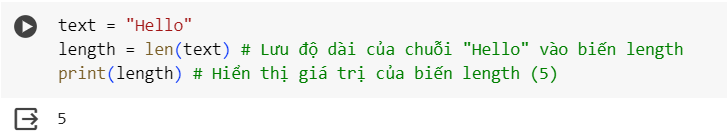 text = "Hello"
length = len(text) # Lưu độ dài của chuỗi "Hello" vào biến length
print(length) # Hiển thị giá trị của biến length (5)
5